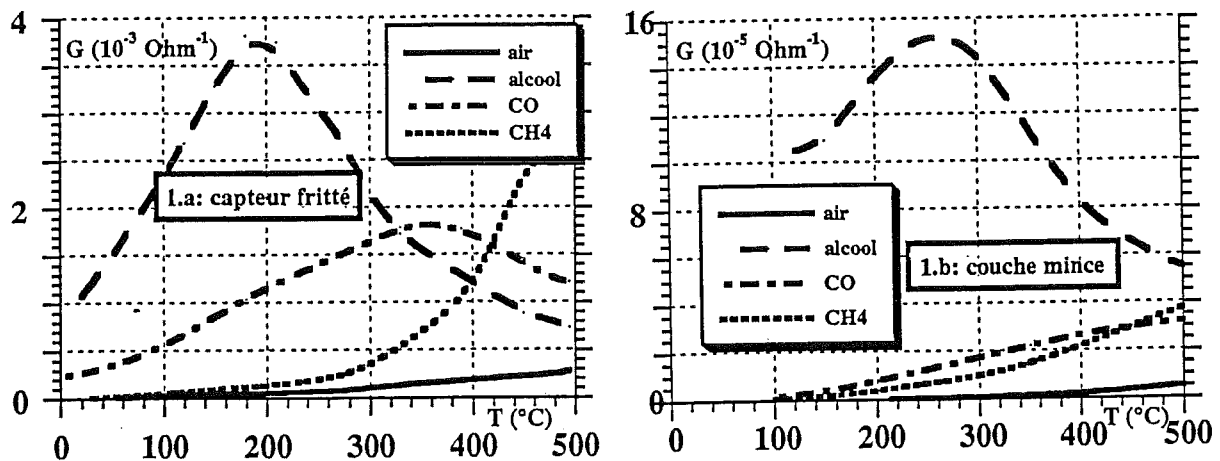 4
G (10⁻³ Ohm⁻¹)
air
alcool
CO
CH4
1.a: capteur fritté
2
0
T (°C)
0 100 200 300 400 500
16
G (10⁻⁵ Ohm⁻¹)
8
air
alcool
CO
CH4
1.b: couche mince
0
T (°C)
0 100 200 300 400 500